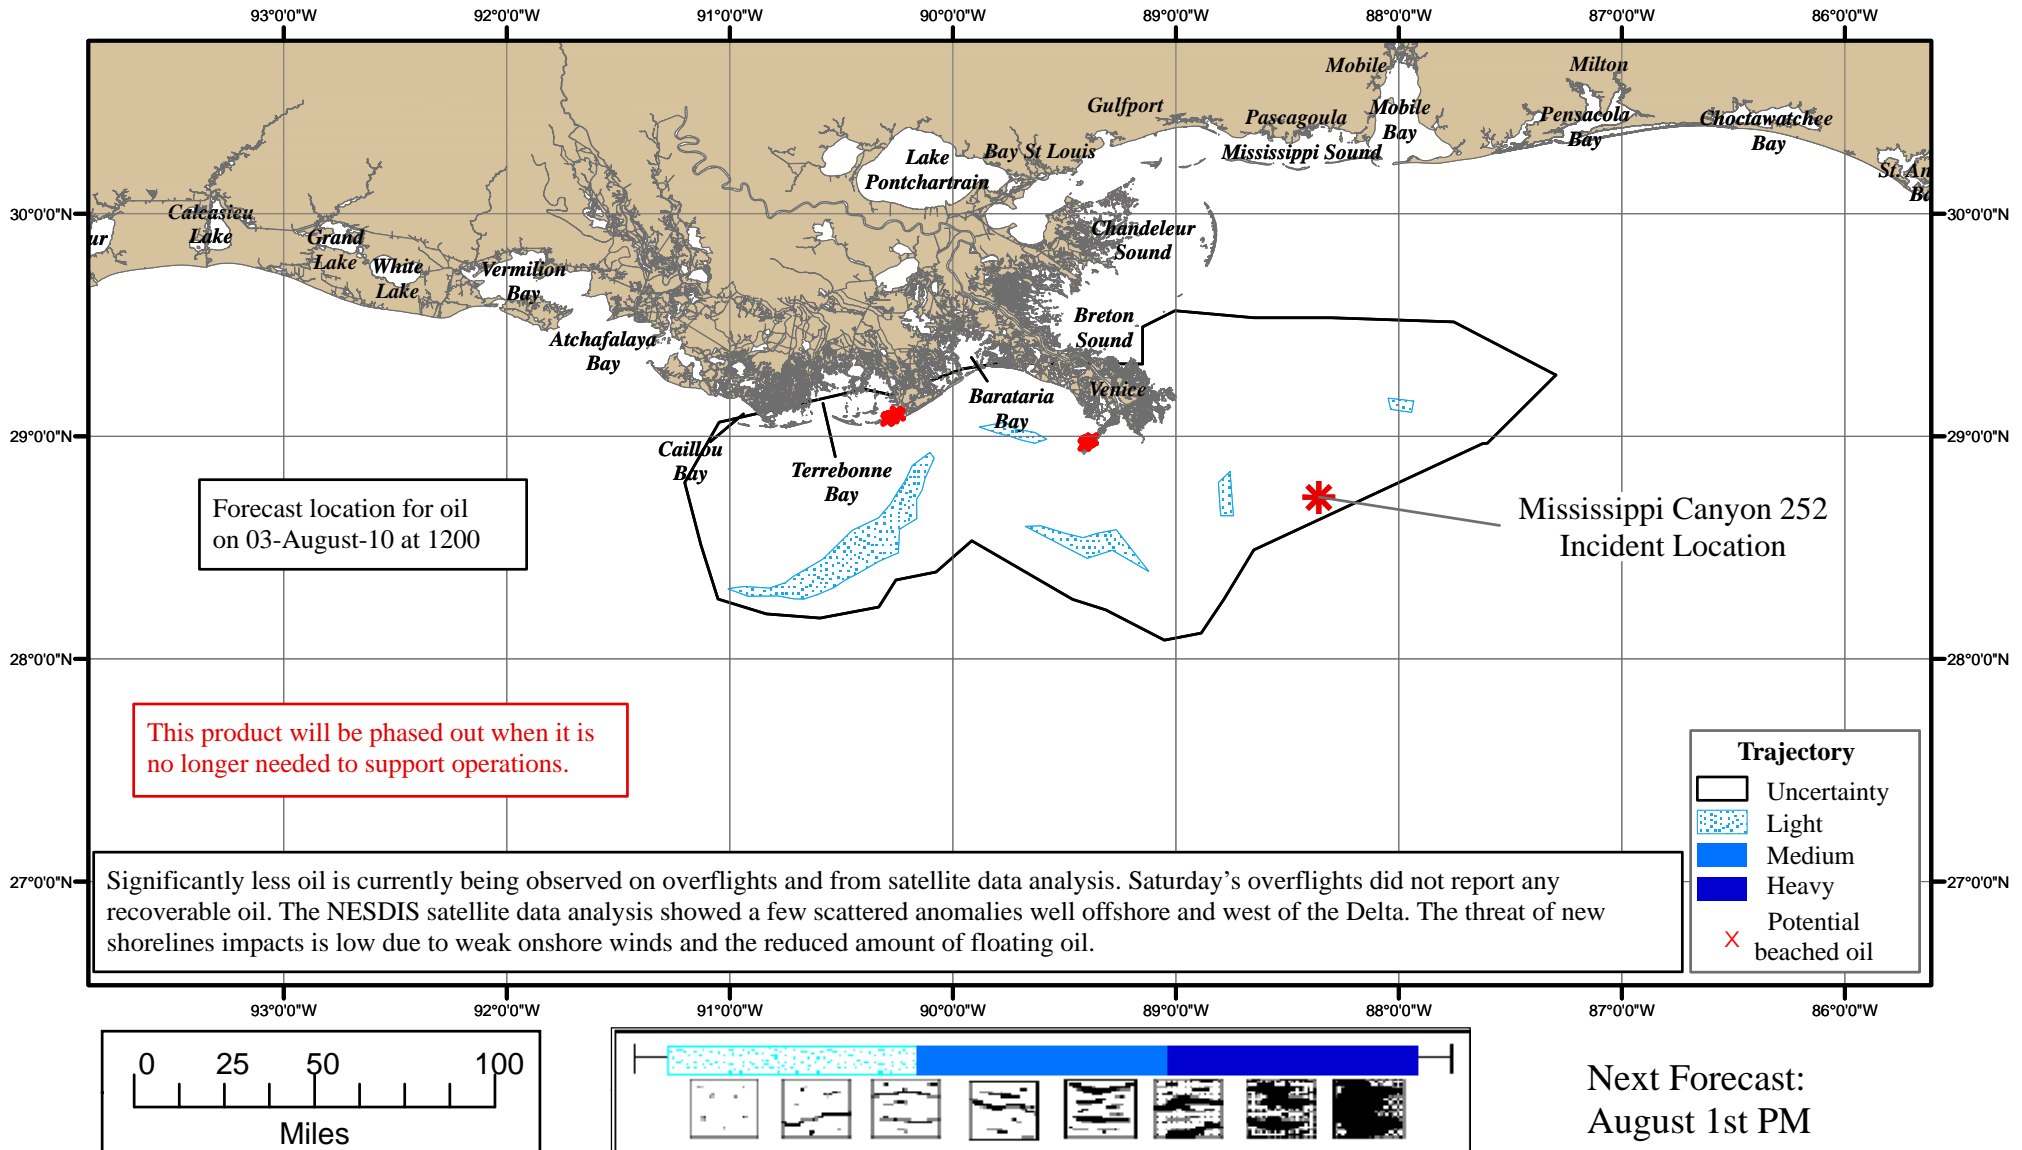 93°0'0"W 92°0'0"W 91°0'0"W 90°0'0"W 89°0'0"W 88°0'0"W 87°0'0"W 86°0'0"W
Mobile
Milton
Gulfport
Pascagoula
Mobile
Bay
Pensacola
Bay
Choctawatchee
Bay
Lake
Pontchartrain
Bay St Louis
Mississippi Sound
St. An
Ba
30°0'0"N
30°0'0"N
Calcasieu
Lake
ur
Grand
Lake
White
Lake
Vermilion
Bay
Chandeleur
Sound
Atchafalaya
Bay
Breton
Sound
Venice
Barataria
Bay
29°0'0"N
29°0'0"N
Caillou
Bay
Terrebonne
Bay
Forecast location for oil
on 03-August-10 at 1200
Mississippi Canyon 252
Incident Location
28°0'0"N
28°0'0"N
This product will be phased out when it is
no longer needed to support operations.
Trajectory
Uncertainty
Light
Medium
Heavy
Potential
beached oil
27°0'0"N
27°0'0"N
Significantly less oil is currently being observed on overflights and from satellite data analysis. Saturday’s overflights did not report any
recoverable oil. The NESDIS satellite data analysis showed a few scattered anomalies well offshore and west of the Delta. The threat of new
shorelines impacts is low due to weak onshore winds and the reduced amount of floating oil.
93°0'0"W 92°0'0"W 91°0'0"W 90°0'0"W 89°0'0"W 88°0'0"W 87°0'0"W 86°0'0"W
0 25 50 100
Miles
Next Forecast:
August 1st PM